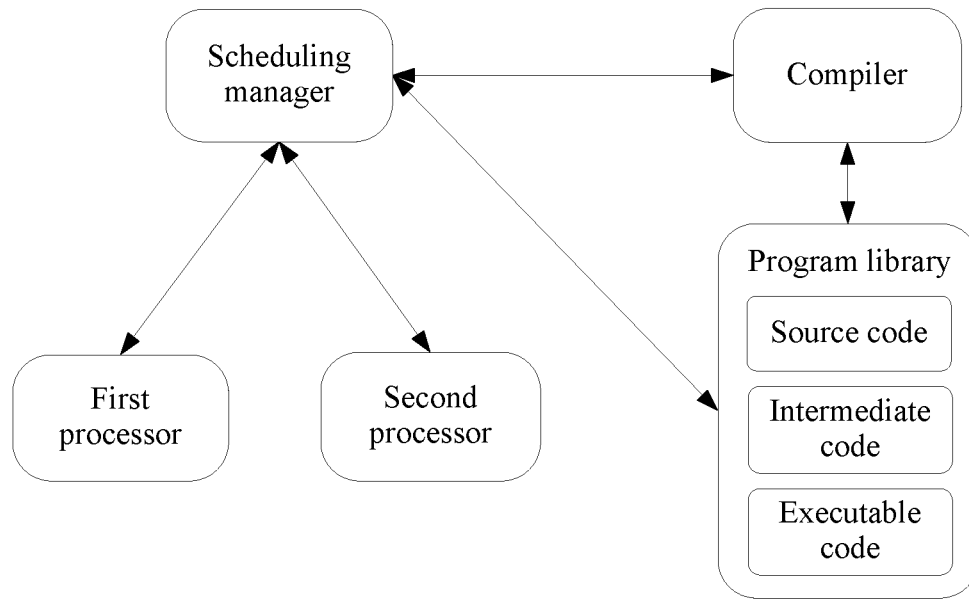 Scheduling
manager
Compiler
Program library
Source code
Intermediate
code
Executable
code
First
processor
Second
processor